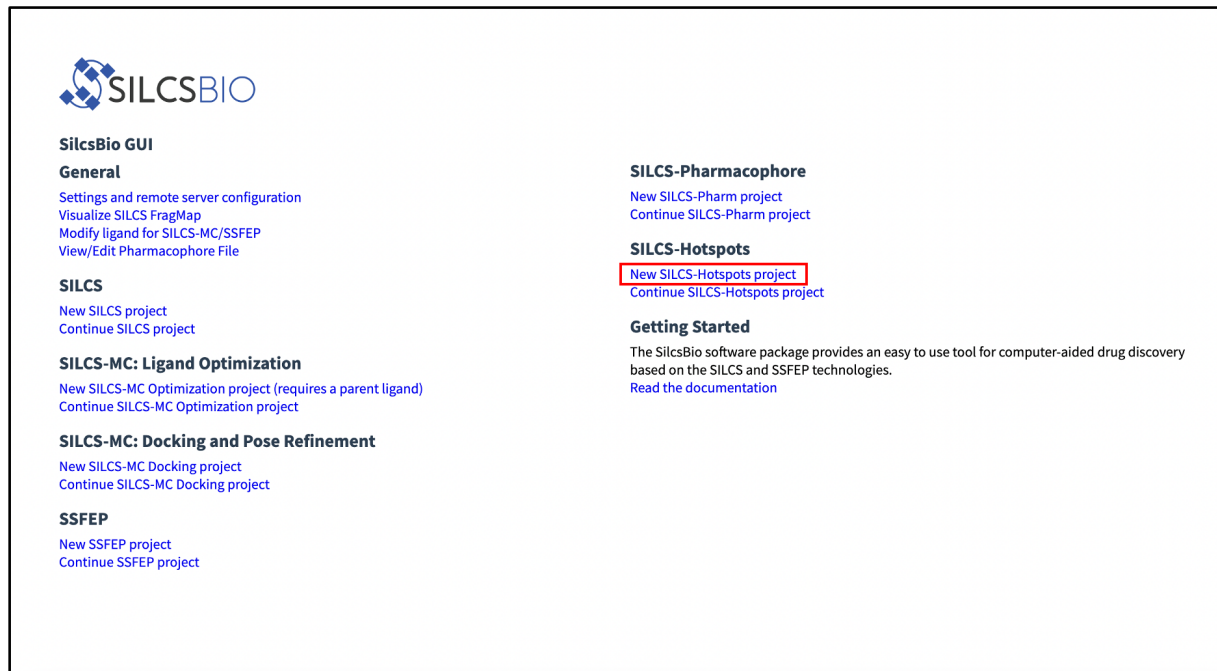 SILCSBIO
SilcsBio GUI
General
Settings and remote server configuration
Visualize SILCS FragMap
Modify ligand for SILCS-MC/SSFEP
View/Edit Pharmacophore File
SILCS
New SILCS project
Continue SILCS project
SILCS-MC: Ligand Optimization
New SILCS-MC Optimization project (requires a parent ligand)
Continue SILCS-MC Optimization project
SILCS-MC: Docking and Pose Refinement
New SILCS-MC Docking project
Continue SILCS-MC Docking project
SSFEP
New SSFEP project
Continue SSFEP project
SILCS-Pharmacophore
New SILCS-Pharm project
Continue SILCS-Pharm project
SILCS-Hotspots
New SILCS-Hotspots project
Continue SILCS-Hotspots project
Getting Started
The SilcsBio software package provides an easy to use tool for computer-aided drug discovery
based on the SILCS and SSFEP technologies.
Read the documentation